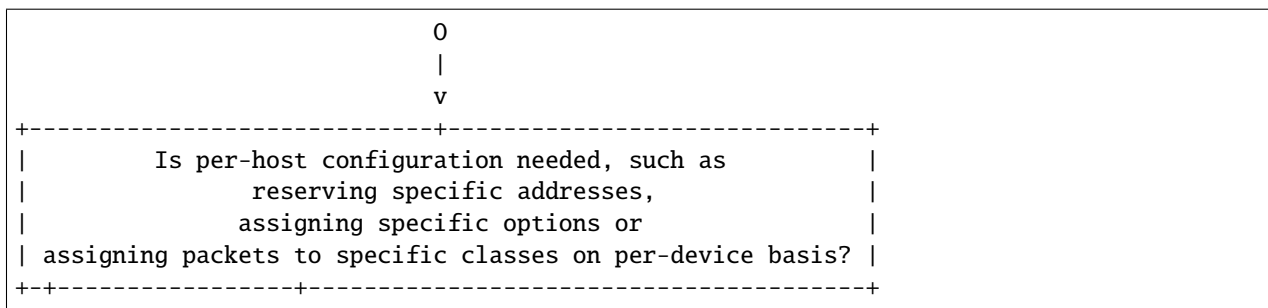 O
|
v
+-----------------------------+------------------------------+
| Is per-host configuration needed, such as |
| reserving specific addresses, |
| assigning specific options or |
| assigning packets to specific classes on per-device basis? |
+-+-----------------+----------------------------------------+